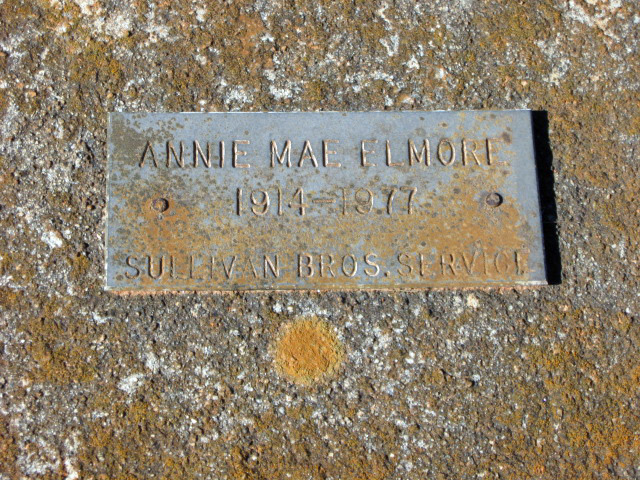 ANNIE MAE ELMORE
1914-1977
SULLIVAN BROS. SERVICE